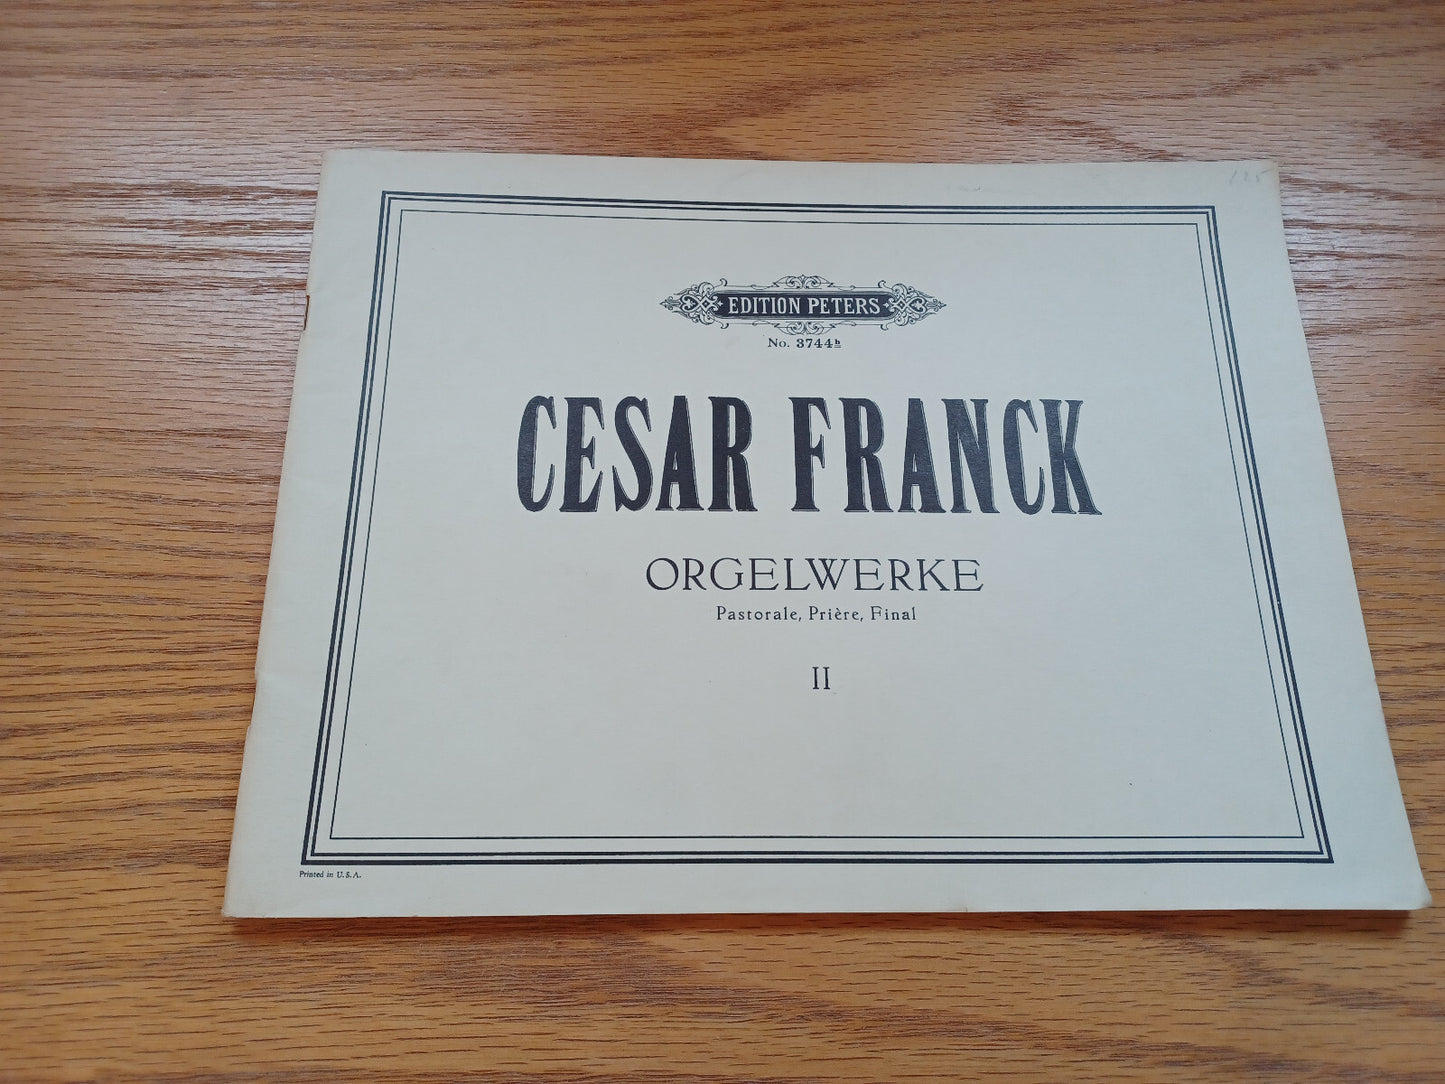 EDITION PETERS
No. 3744b
CESAR FRANCK
ORGELWERKE
Pastorale, Prière, Final
II
Printed in U.S.A.